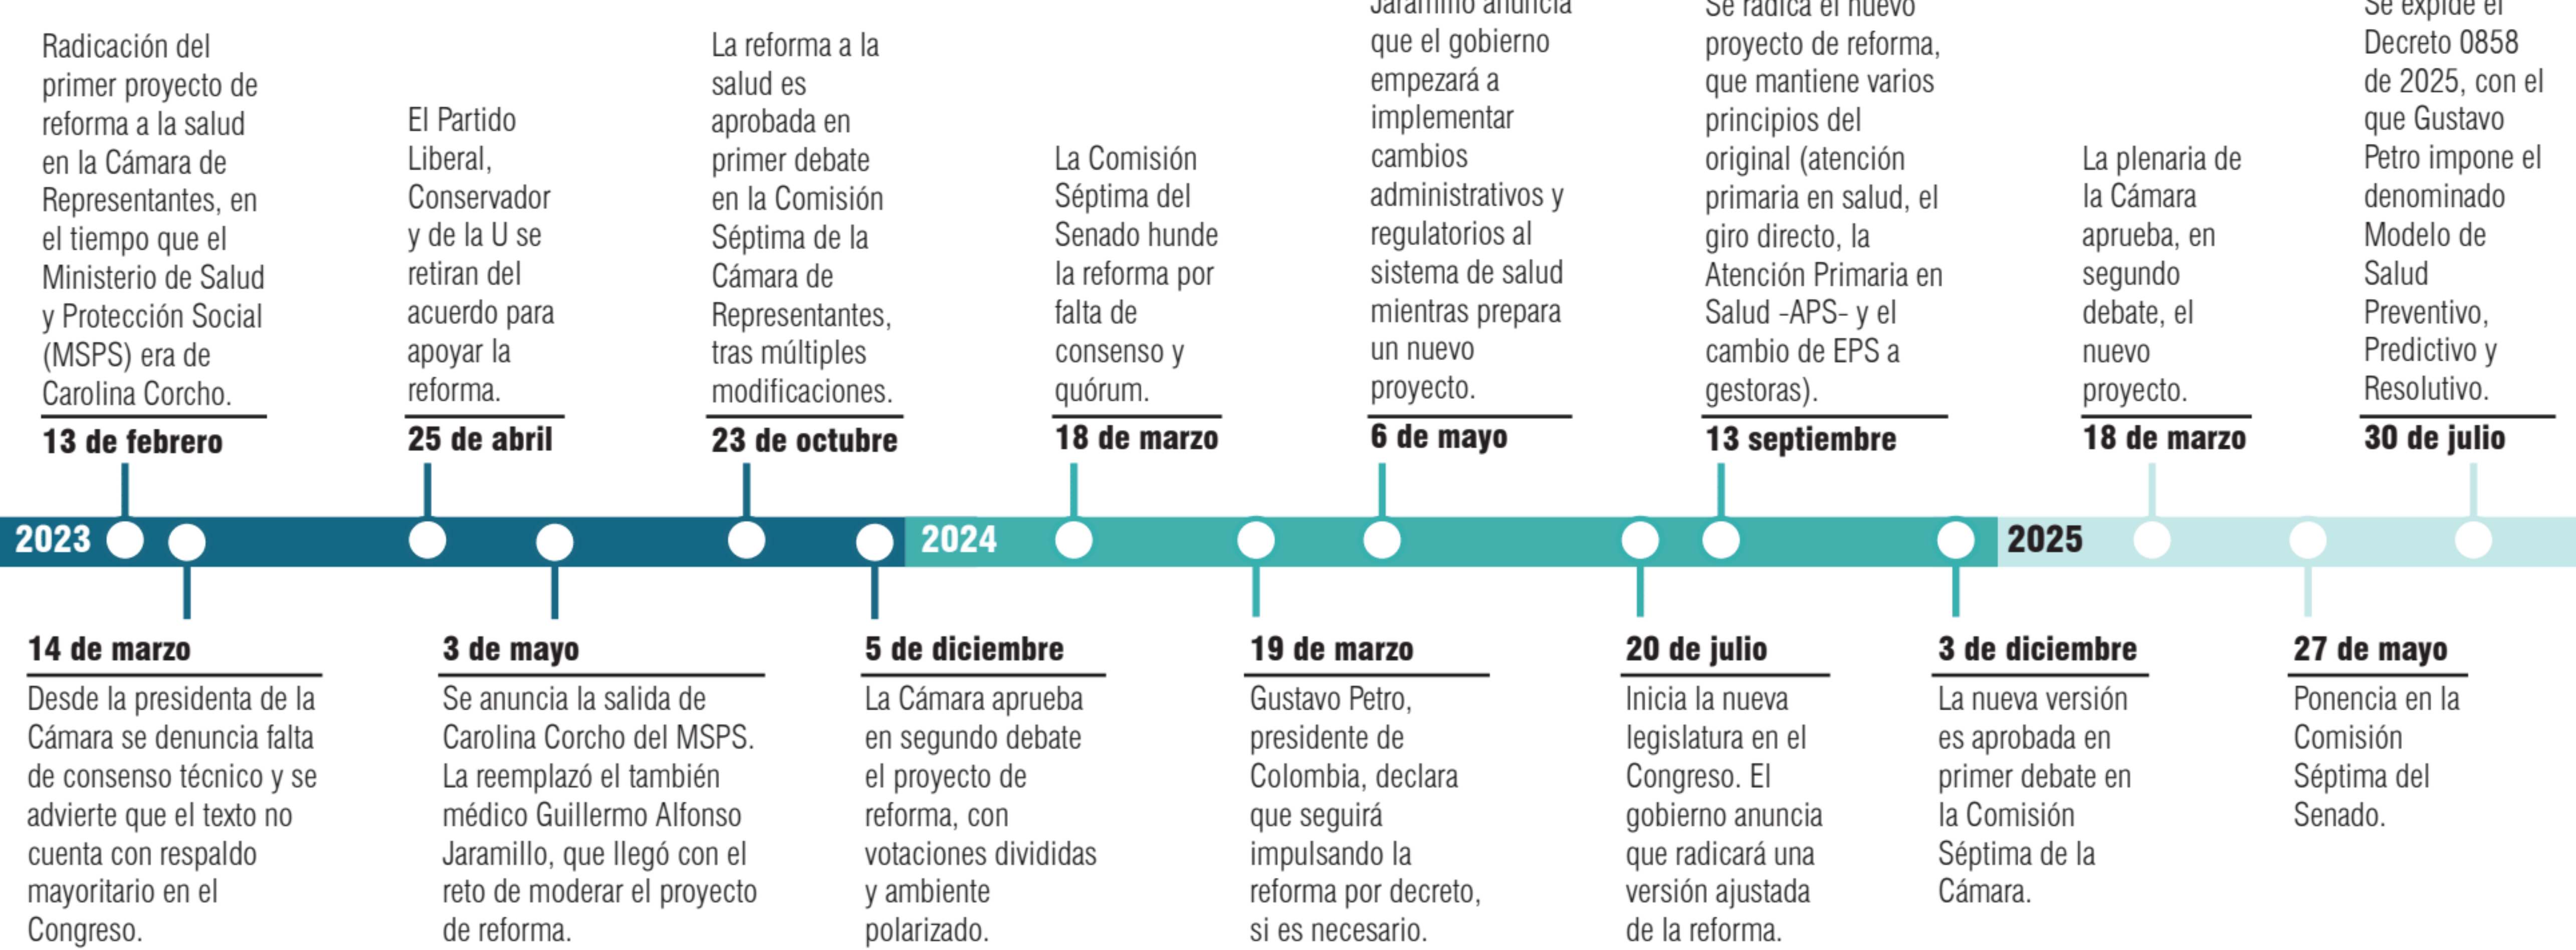 Radicación del
primer proyecto de
reforma a la salud
en la Cámara de
Representantes, en
el tiempo que el
Ministerio de Salud
y Protección Social
(MSPS) era de
Carolina Corcho.
13 de febrero
El Partido
Liberal,
Conservador
y de la U se
retiran del
acuerdo para
apoyar la
reforma.
25 de abril
La reforma a la
salud es
aprobada en
primer debate
en la Comisión
Séptima de la
Cámara de
Representantes,
tras múltiples
modificaciones.
23 de octubre
La Comisión
Séptima del
Senado hunde
la reforma por
falta de
consenso y
quórum.
18 de marzo
Jaramillo anuncia
que el gobierno
empezará a
implementar
cambios
administrativos y
regulatorios al
sistema de salud
mientras prepara
un nuevo
proyecto.
6 de mayo
Se radica el nuevo
proyecto de reforma,
que mantiene varios
principios del
original (atención
primaria en salud, el
giro directo, la
Atención Primaria en
Salud -APS- y el
cambio de EPS a
gestoras).
13 septiembre
La plenaria de
la Cámara
aprueba, en
segundo
debate, el
nuevo
proyecto.
18 de marzo
Se expide el
Decreto 0858
de 2025, con el
que Gustavo
Petro impone el
denominado
Modelo de
Salud
Preventivo,
Predictivo y
Resolutivo.
30 de julio
2023
2024
2025
14 de marzo
Desde la presidenta de la
Cámara se denuncia falta
de consenso técnico y se
advierte que el texto no
cuenta con respaldo
mayoritario en el
Congreso.
3 de mayo
Se anuncia la salida de
Carolina Corcho del MSPS.
La reemplazó el también
médico Guillermo Alfonso
Jaramillo, que llegó con el
reto de moderar el proyecto
de reforma.
5 de diciembre
La Cámara aprueba
en segundo debate
el proyecto de
reforma, con
votaciones divididas
y ambiente
polarizado.
19 de marzo
Gustavo Petro,
presidente de
Colombia, declara
que seguirá
impulsando la
reforma por decreto,
si es necesario.
20 de julio
Inicia la nueva
legislatura en el
Congreso. El
gobierno anuncia
que radicará una
versión ajustada
de la reforma.
3 de diciembre
La nueva versión
es aprobada en
primer debate en
la Comisión
Séptima de la
Cámara.
27 de mayo
Ponencia en la
Comisión
Séptima del
Senado.